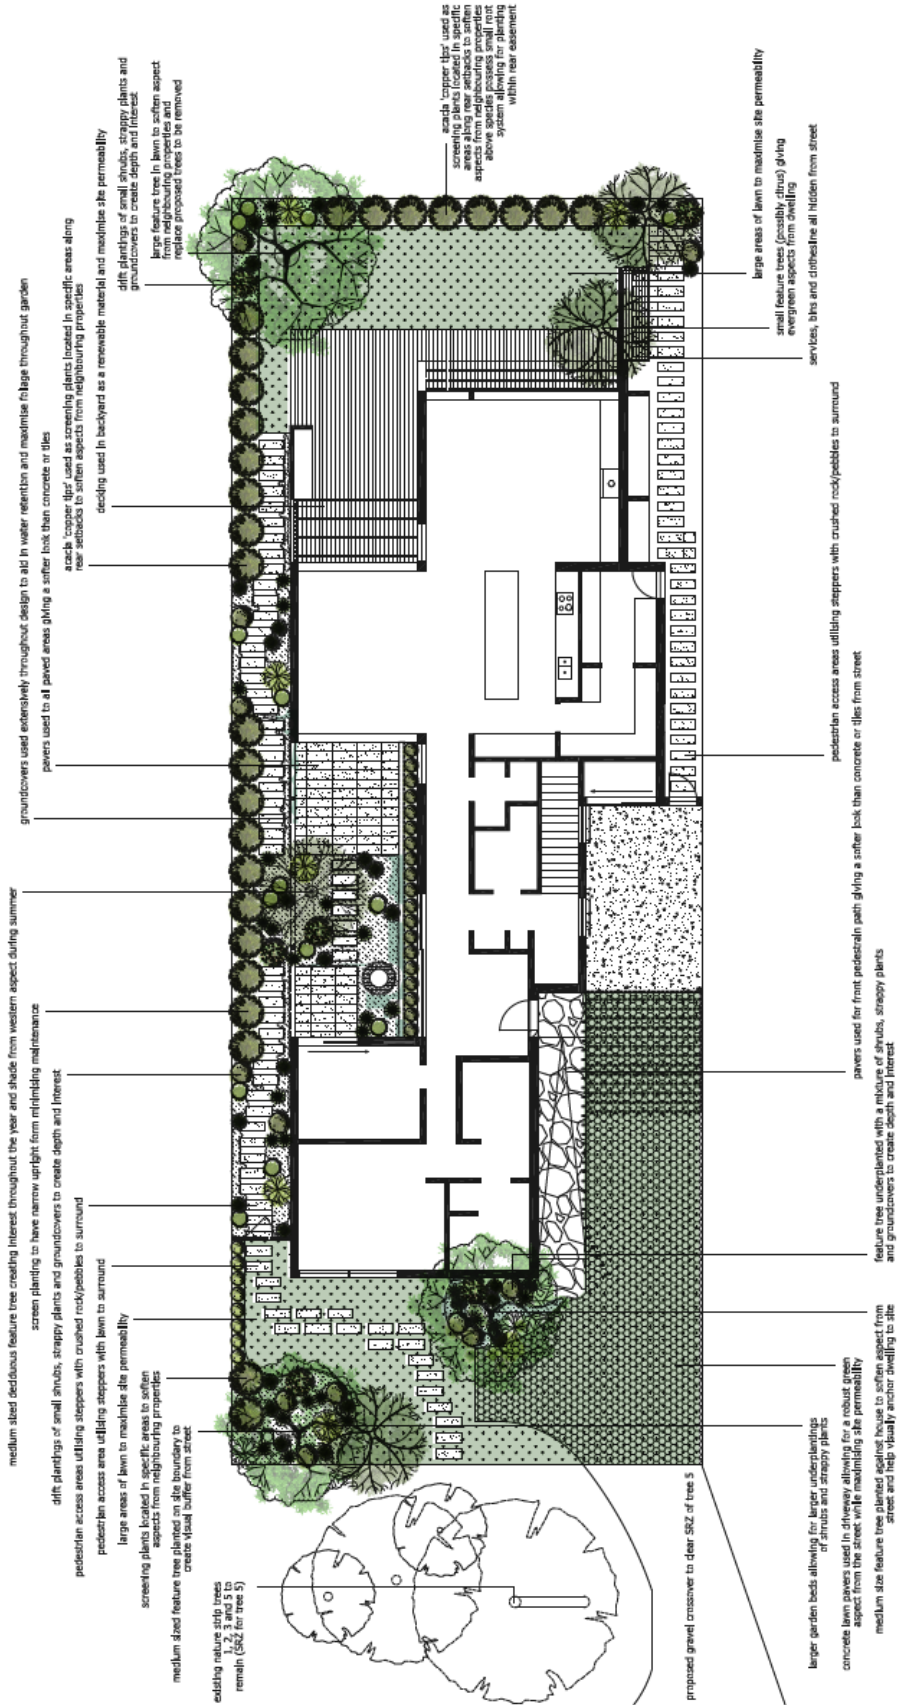 medium sized deciduous feature tree creating interest throughout the year and shade from western aspect during summer
screen planting to have narrow upright form minimising maintenance
drift plantings of small shrubs, strappy plants and groundcovers to create depth and interest
pedestrian access areas utilising steppers with crushed rock/pebbles to surround
pedestrian access area utilising steppers with lawn to surround
large areas of lawn to maximise site permeability
screening plants located in specific areas to soften
aspects from neighbouring properties
medium sized feature tree planted on site boundary to
create visual buffer from street
existing nature strip trees
1, 2, 3 and 5 to
remain (SRZ for tree 5)
groundcovers used extensively throughout design to aid in water retention and maximise foliage throughout garden
pavers used to all paved areas giving a softer look than concrete or tiles
acacia 'copper tips' used as screening plants located in specific areas along
rear setbacks to soften aspects from neighbouring properties
decking used in backyard as a renewable material and maximise site permeability
drift plantings of small shrubs, strappy plants and
groundcovers to create depth and interest
large feature tree in lawn to soften aspect
from neighbouring properties and
replace proposed trees to be removed
acacia 'copper tips' used as
screening plants located in specific
areas along rear setbacks to soften
aspects from neighbouring properties
above species possess small root
system allowing for planting
within rear easement
large areas of lawn to maximise site permeability
small feature trees (possibly citrus) giving
evergreen aspects from dwelling
services, bins and clothesline all hidden from street
pedestrian access areas utilising steppers with crushed rock/pebbles to surround
pavers used for front pedestrain path giving a softer look than concrete or tiles from street
feature tree underplanted with a mixture of shrubs, strappy plants
and groundcovers to create depth and interest
proposed gravel crossover to clear SRZ of tree 5
larger garden beds allowing for larger underplantings
of shrubs and strappy plants
concrete lawn pavers used in driveway allowing for a robust green
aspect from the street while maximising site permeability
medium size feature tree planted against house to soften aspect from
street and help visually anchor dwelling to site